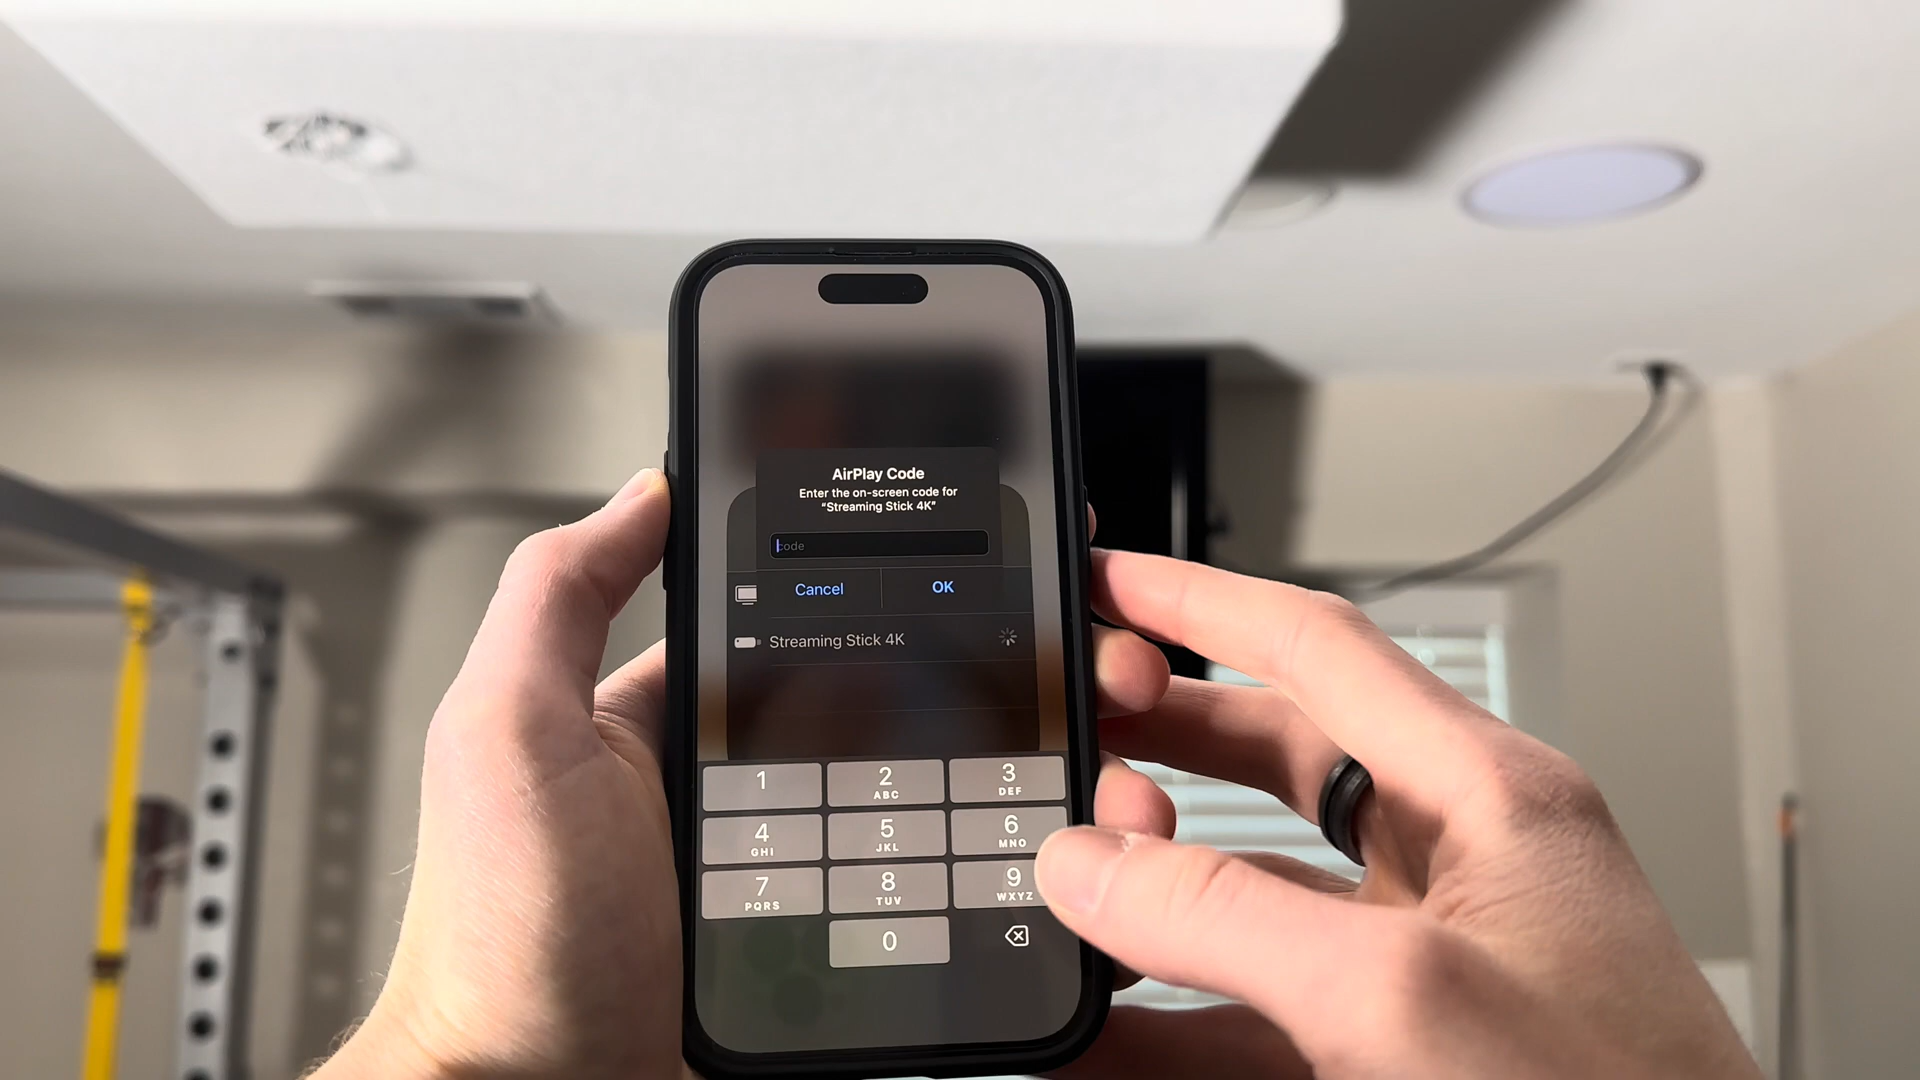 AirPlay Code
Enter the on-screen code for
“Streaming Stick 4K”
code
Cancel
OK
Streaming Stick 4K
1
2
ABC
3
DEF
4
GHI
5
JKL
6
MNO
7
PQRS
8
TUV
9
WXYZ
0